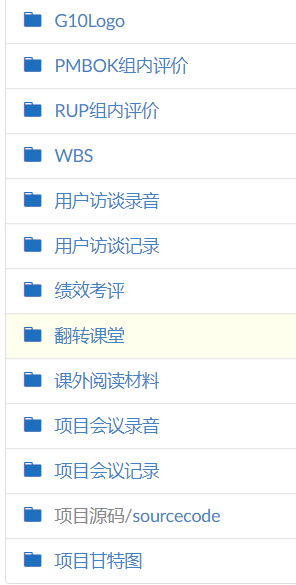 G10Logo
PMBOK组内评价
RUP组内评价
WBS
用户访谈录音
用户访谈记录
绩效考评
翻转课堂
课外阅读材料
项目会议录音
项目会议记录
项目源码/sourcecode
项目甘特图